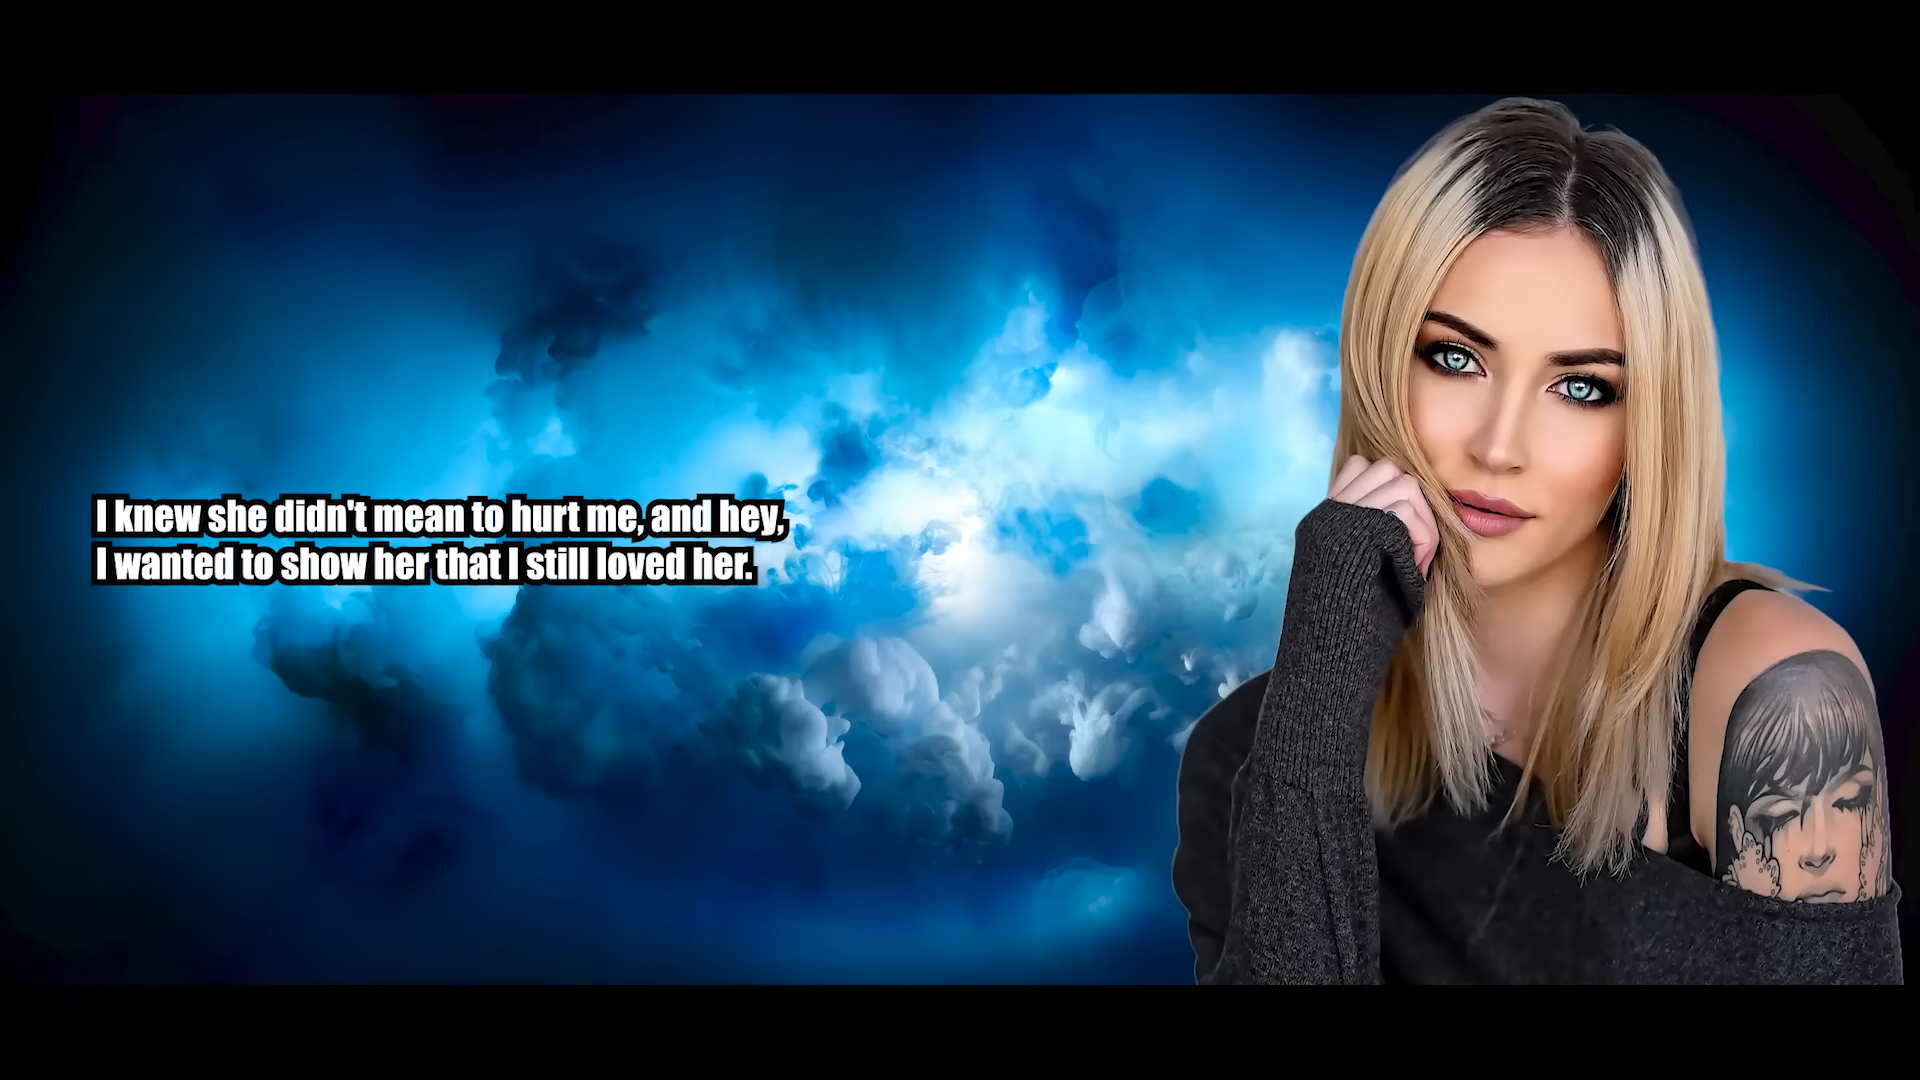 I knew she didn't mean to hurt me, and hey,
I wanted to show her that I still loved her.